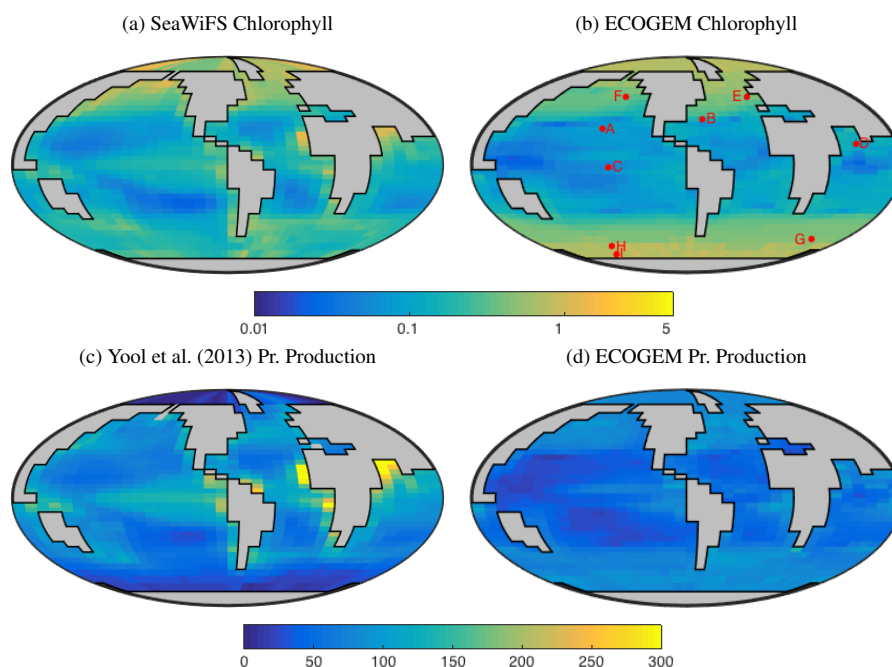 (a) SeaWiFS Chlorophyll
(b) ECOGEM Chlorophyll
F
E
B
A
D
C
G
H
I
0.01 0.1 1 5
(c) Yool et al. (2013) Pr. Production
(d) ECOGEM Pr. Production
0 50 100 150 200 250 300